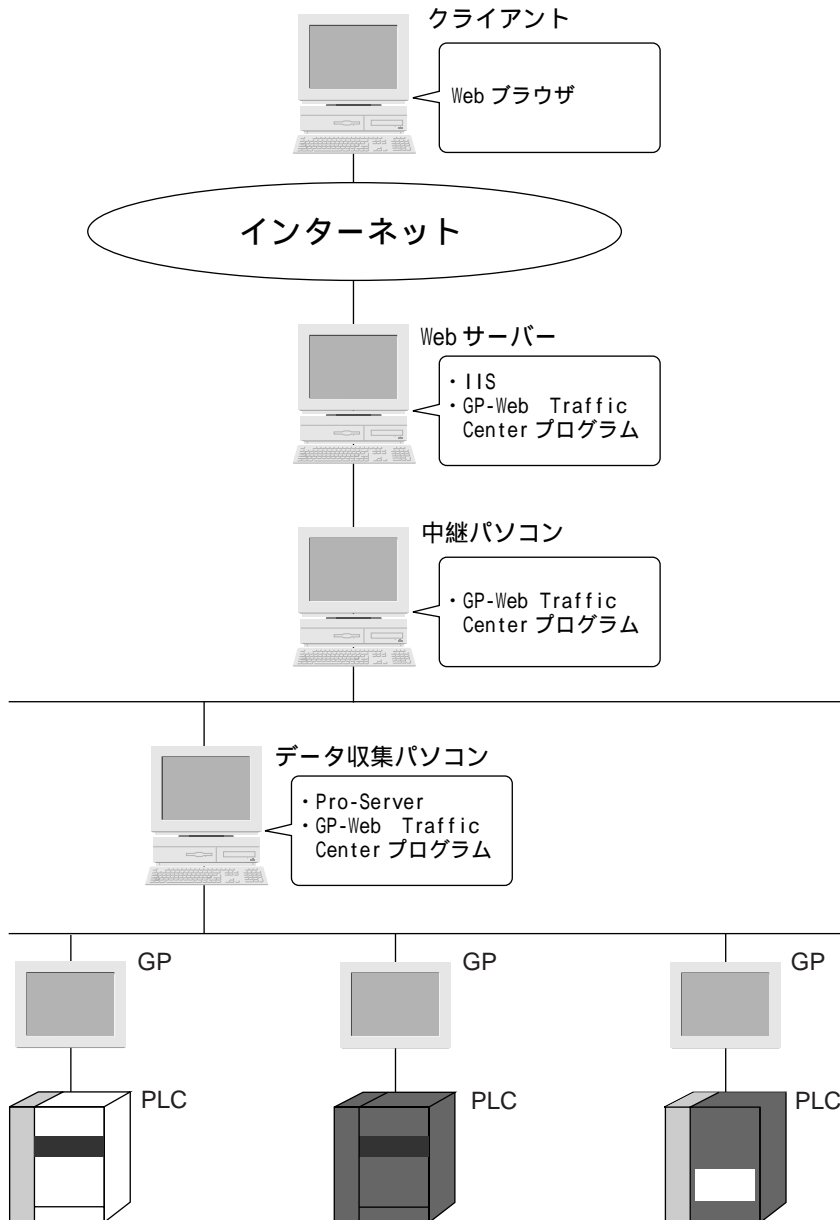 クライアント
Web ブラウザ
インターネット
Web サーバー
・IIS
・GP-Web Traffic
Center プログラム
中継パソコン
・GP-Web Traffic
Center プログラム
データ収集パソコン
・Pro-Server
・GP-Web Traffic
Center プログラム
GP
GP
GP
PLC
PLC
PLC